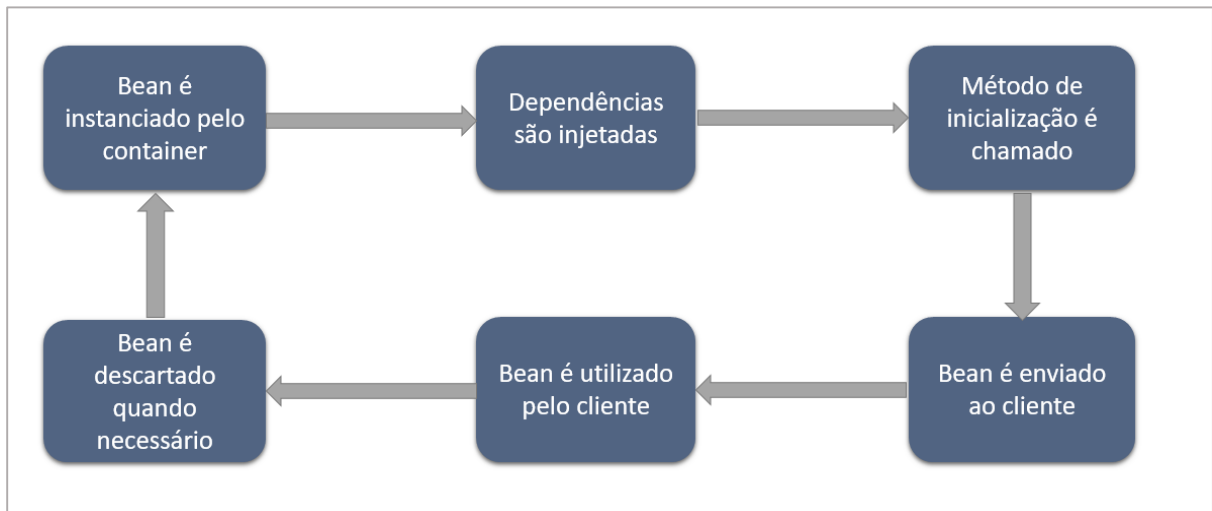 Bean é
instanciado pelo
container
Dependências
são injetadas
Método de
inicialização é
chamado
Bean é
descartado
quando
necessário
Bean é utilizado
pelo cliente
Bean é enviado
ao cliente